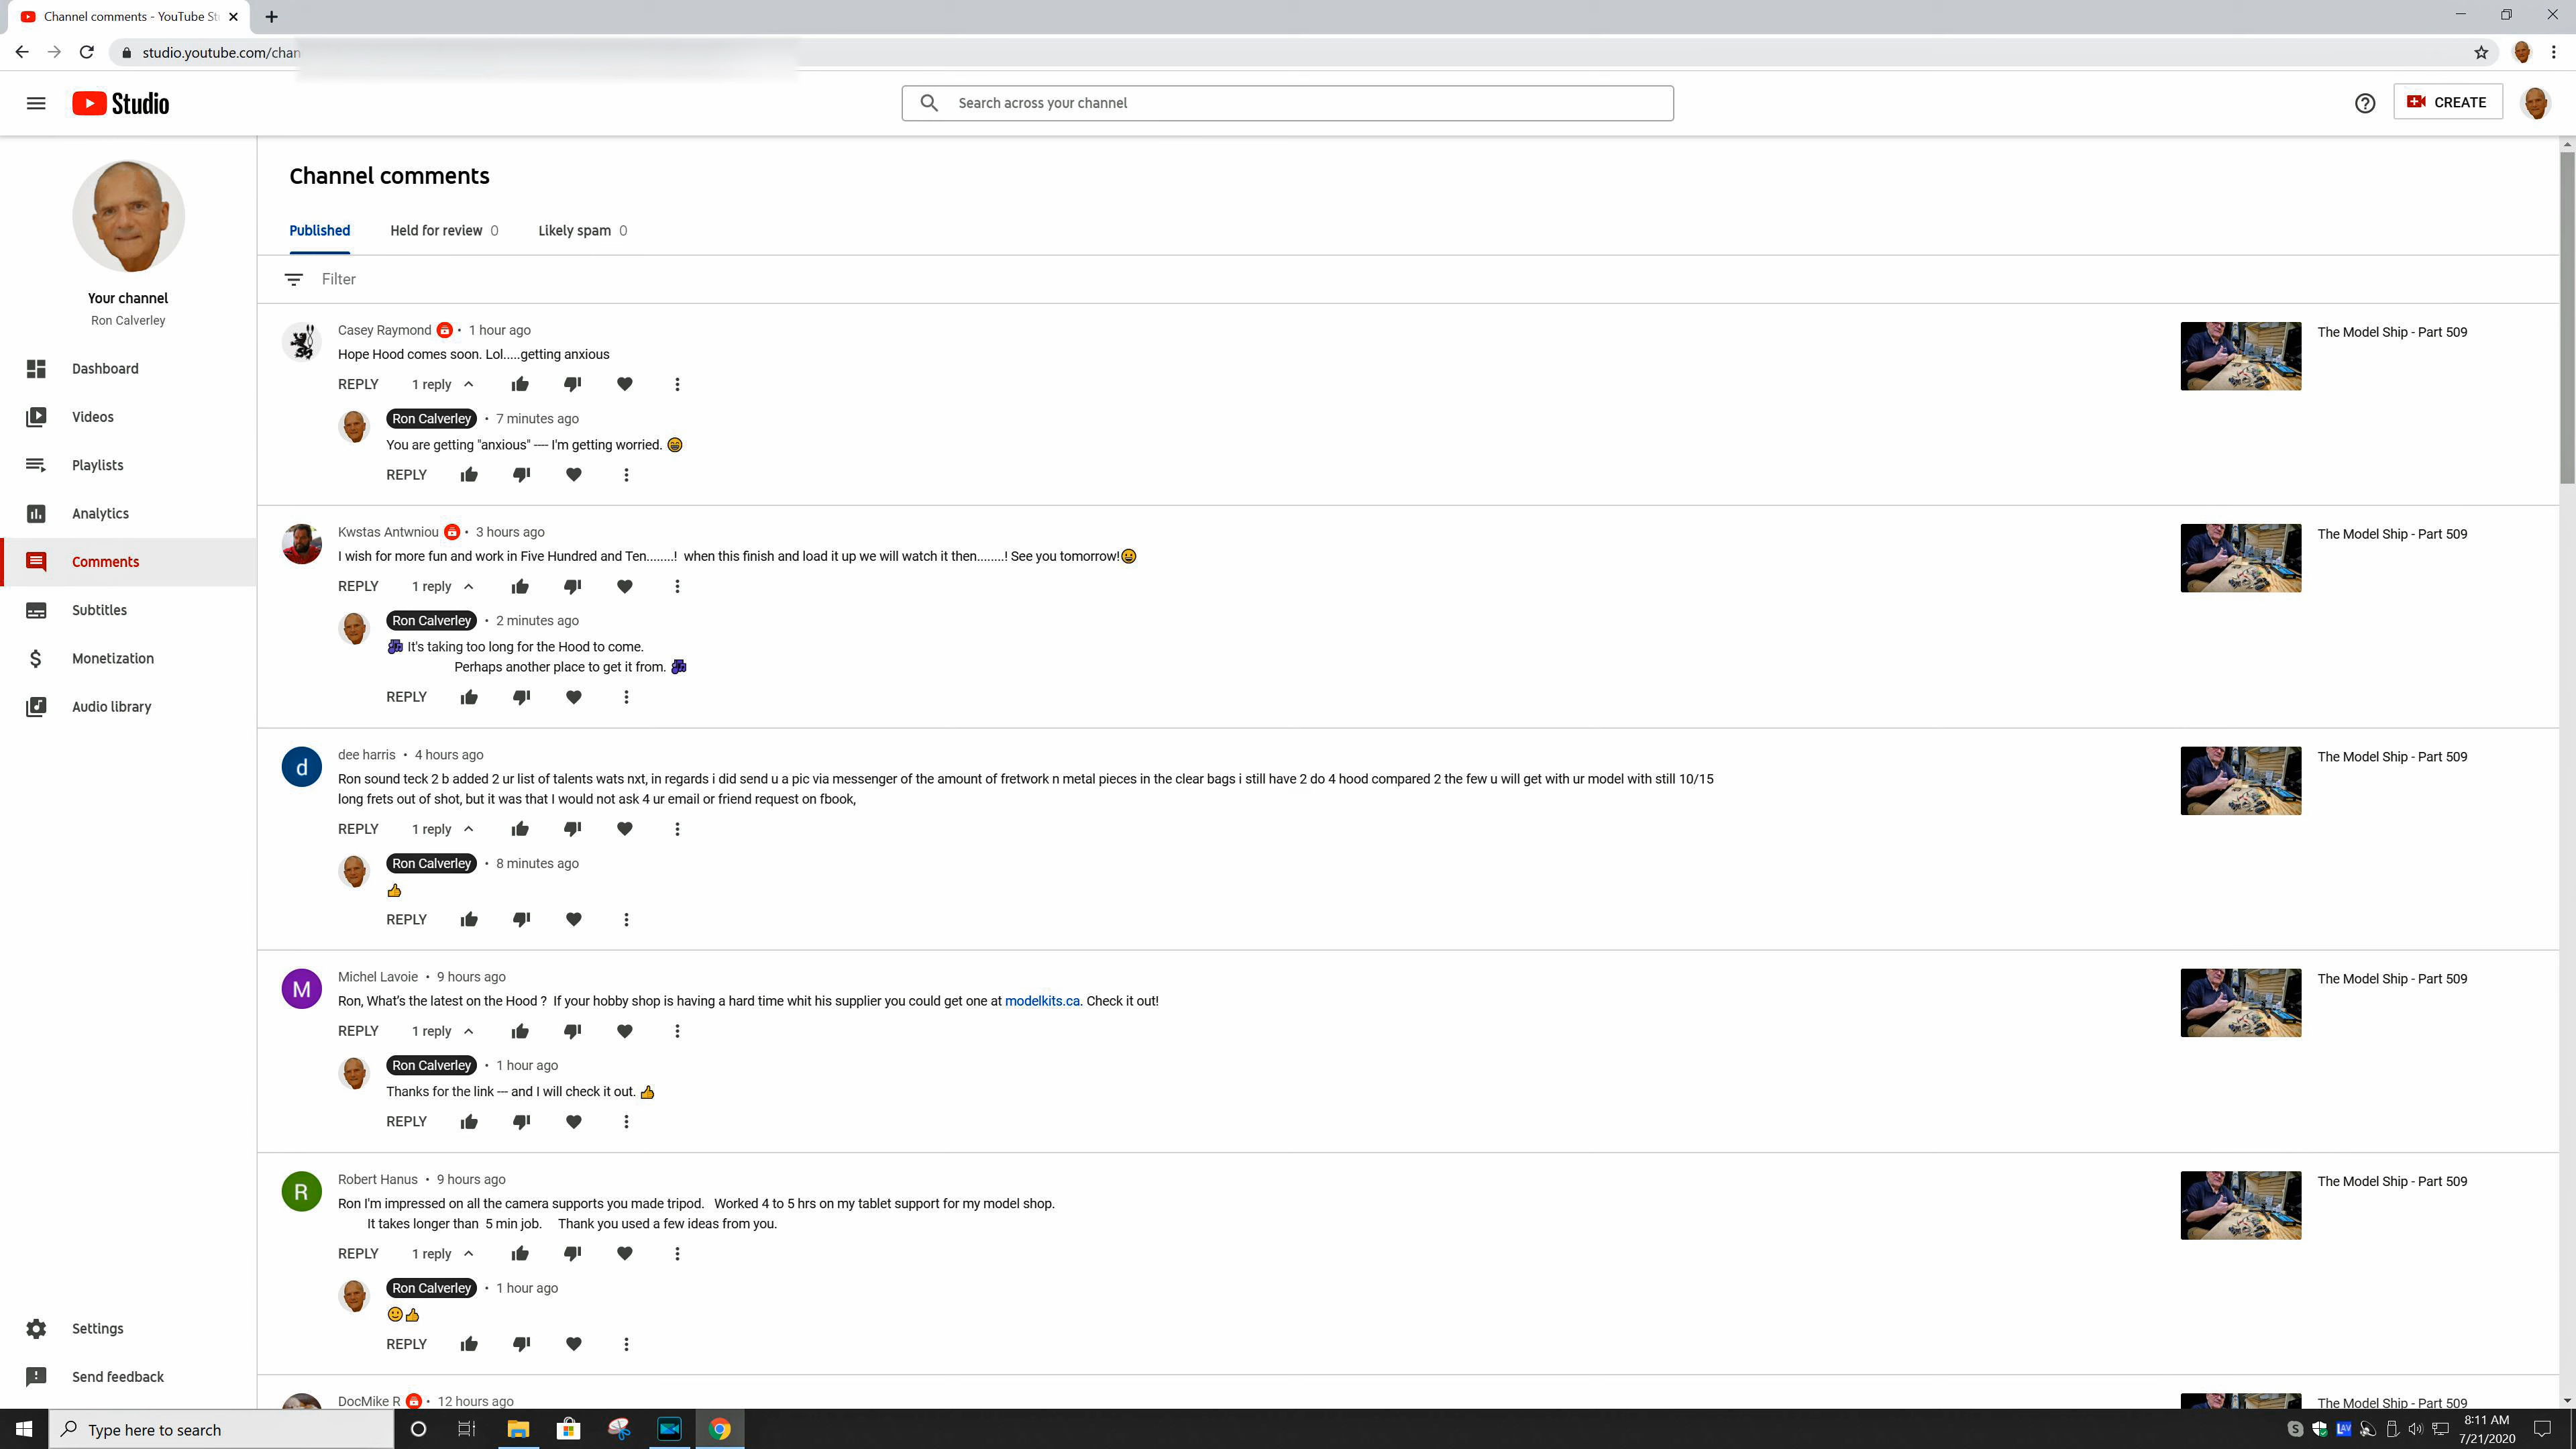 Channel comments - YouTube St
studio.youtube.com/chan
Studio
Search across your channel
CREATE
Your channel
Ron Calverley
Dashboard
Videos
Playlists
Analytics
Comments
Subtitles
Monetization
Audio library
Settings
Send feedback
Channel comments
Published
Held for review 0
Likely spam 0
Filter
Casey Raymond • 1 hour ago
Hope Hood comes soon. Lol.....getting anxious
REPLY 1 reply
Ron Calverley • 7 minutes ago
You are getting "anxious" ---- I'm getting worried. 😁
REPLY
The Model Ship - Part 509
Kwstas Antwniou • 3 hours ago
I wish for more fun and work in Five Hundred and Ten........! when this finish and load it up we will watch it then........! See you tomorrow!😀
REPLY 1 reply
Ron Calverley • 2 minutes ago
It's taking too long for the Hood to come.
Perhaps another place to get it from.
REPLY
The Model Ship - Part 509
dee harris • 4 hours ago
Ron sound teck 2 b added 2 ur list of talents wats nxt, in regards i did send u a pic via messenger of the amount of fretwork n metal pieces in the clear bags i still have 2 do 4 hood compared 2 the few u will get with ur model with still 10/15
long frets out of shot, but it was that I would not ask 4 ur email or friend request on fbook,
REPLY 1 reply
Ron Calverley • 8 minutes ago
👍
REPLY
The Model Ship - Part 509
Michel Lavoie • 9 hours ago
Ron, What's the latest on the Hood ? If your hobby shop is having a hard time whit his supplier you could get one at modelkits.ca. Check it out!
REPLY 1 reply
Ron Calverley • 1 hour ago
Thanks for the link --- and I will check it out. 👍
REPLY
The Model Ship - Part 509
Robert Hanus • 9 hours ago
Ron I'm impressed on all the camera supports you made tripod. Worked 4 to 5 hrs on my tablet support for my model shop.
It takes longer than 5 min job. Thank you used a few ideas from you.
REPLY 1 reply
Ron Calverley • 1 hour ago
🙂👍
REPLY
The Model Ship - Part 509
DocMike R • 12 hours ago
The Model Ship - Part 509
Type here to search
8:11 AM
7/21/2020